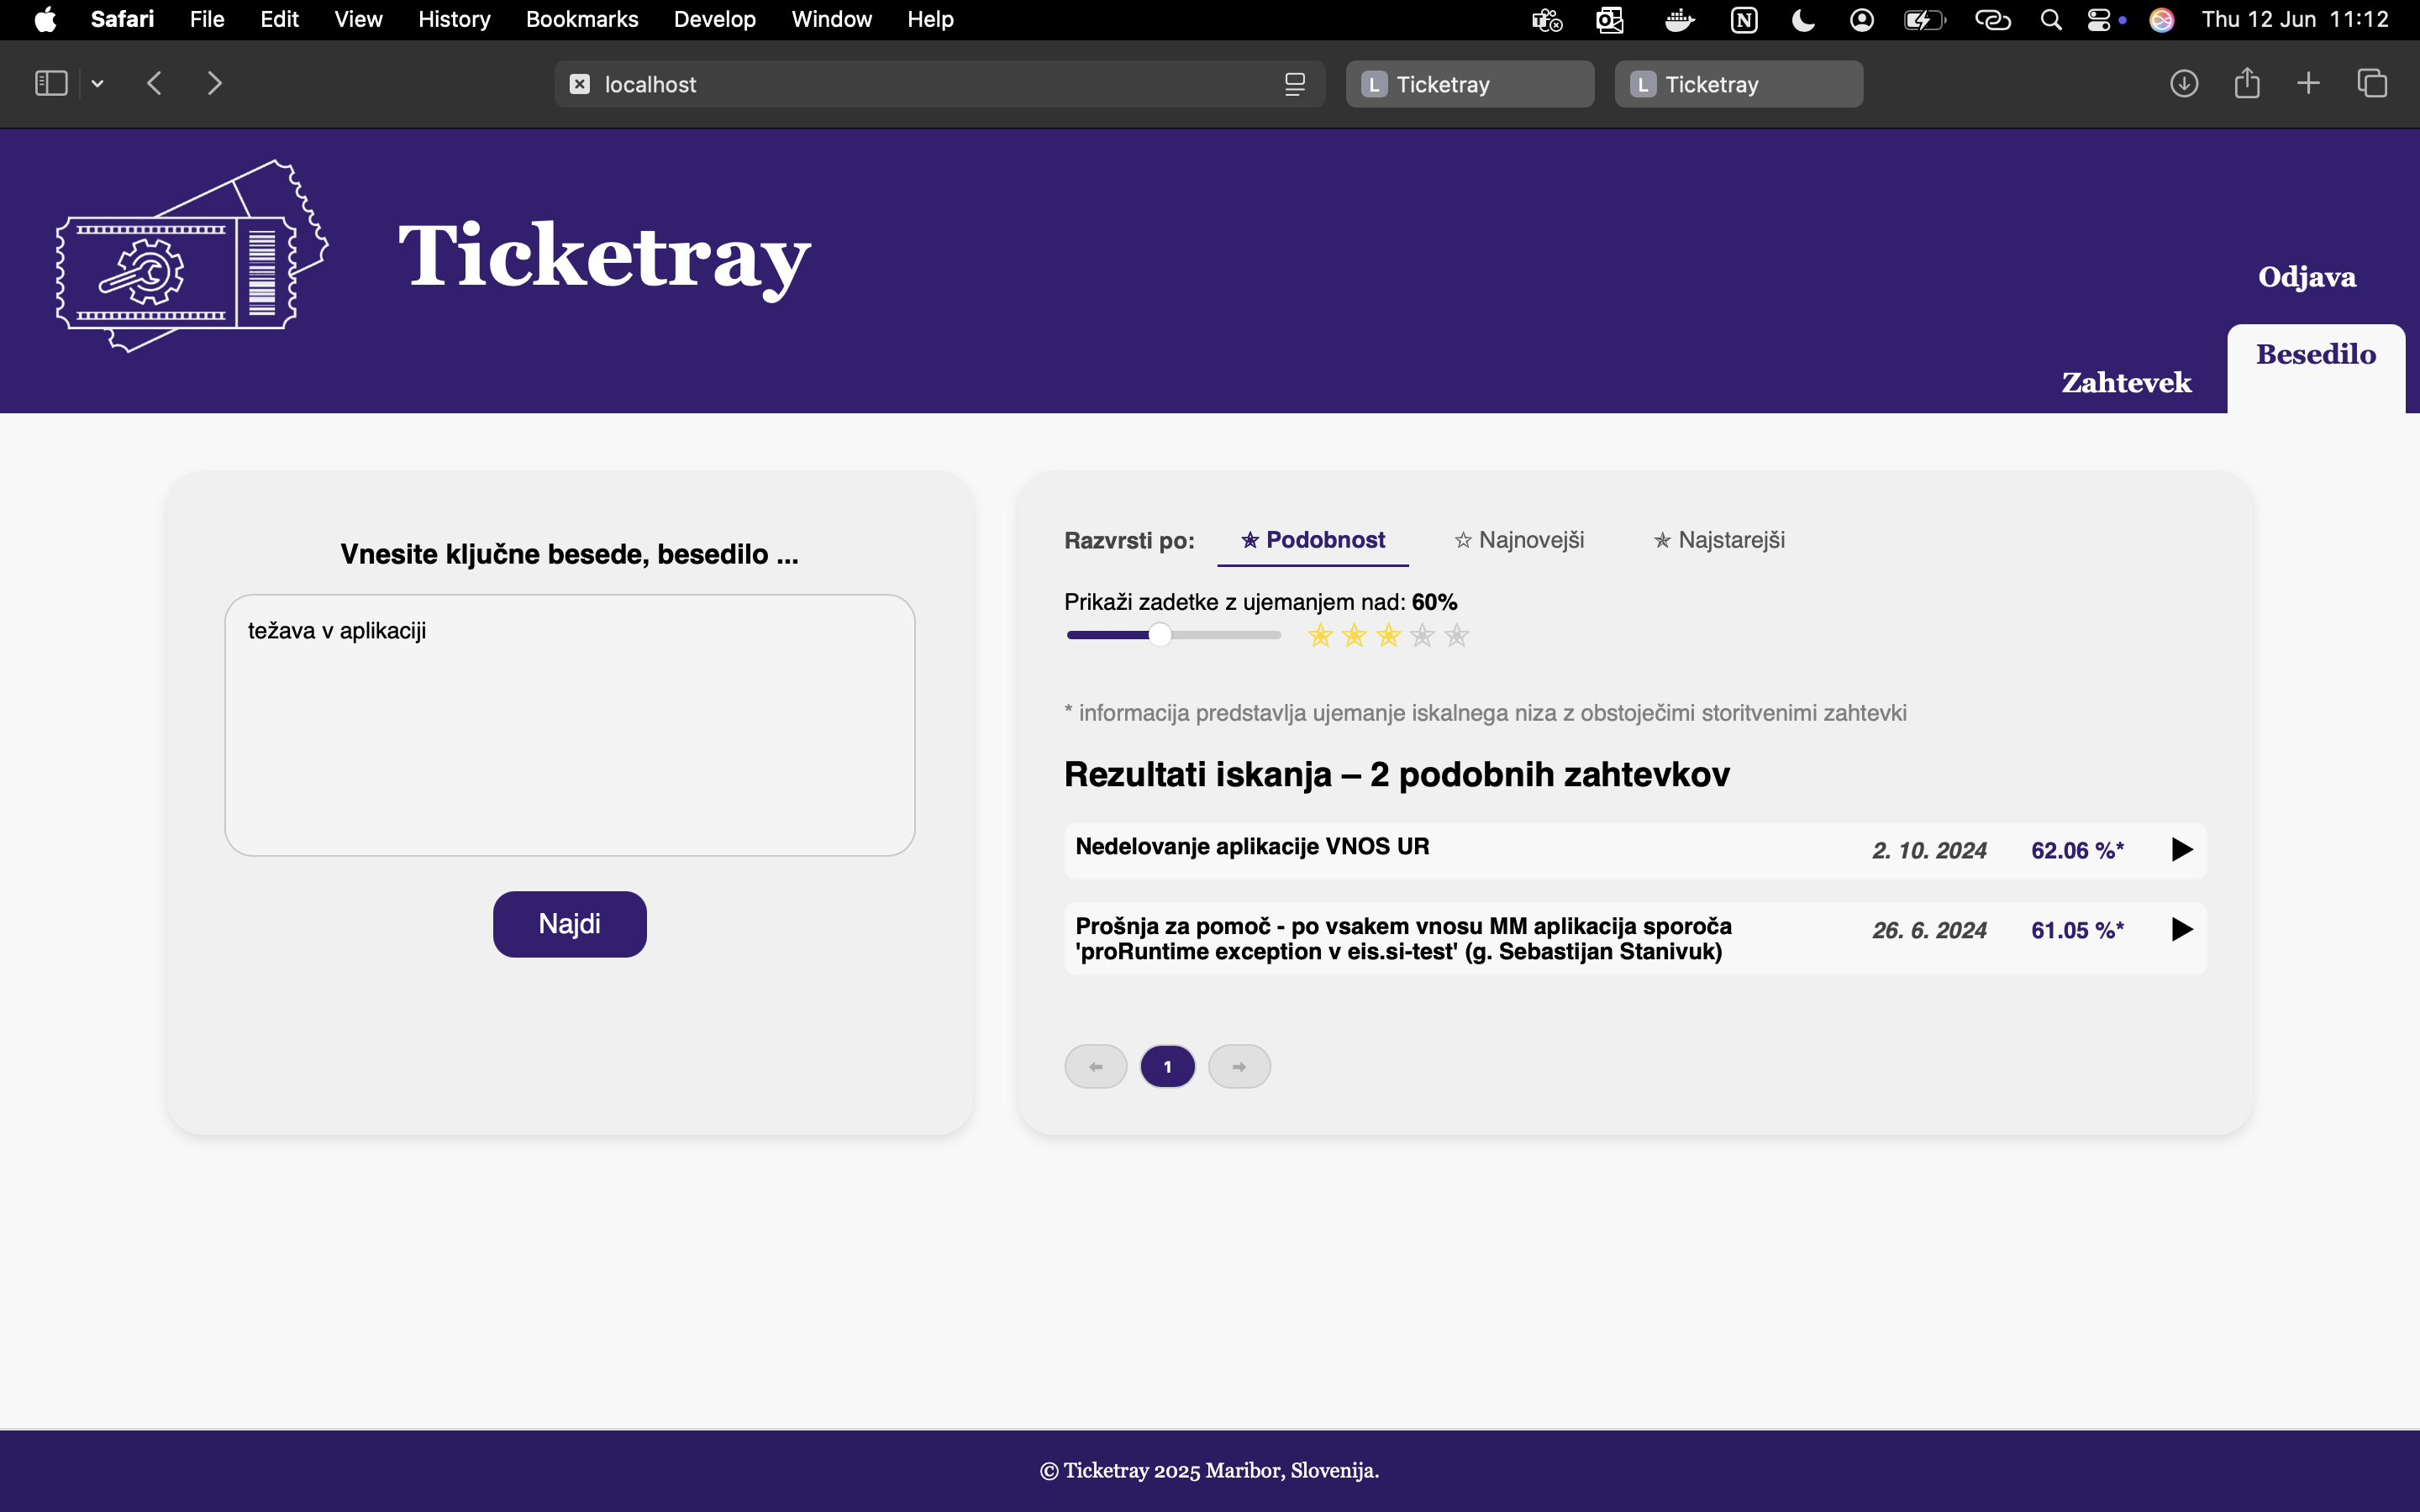 Safari File Edit View History Bookmarks Develop Window Help Thu 12 Jun 11:12
localhost L Ticketray L Ticketray
Ticketray
Odjava
Zahtevek
Besedilo
Vnesite ključne besede, besedilo ...
težava v aplikaciji
Najdi
Razvrsti po: Podobnost Najnovejši Najstarejši
Prikaži zadetke z ujemanjem nad: 60%
* informacija predstavlja ujemanje iskalnega niza z obstoječimi storitvenimi zahtevki
Rezultati iskanja – 2 podobnih zahtevkov
Nedelovanje aplikacije VNOS UR 2. 10. 2024 62.06 %*
Prošnja za pomoč - po vsakem vnosu MM aplikacija sporoča 26. 6. 2024 61.05 %*
'proRuntime exception v eis.si-test' (g. Sebastijan Stanivuk)
1
© Ticketray 2025 Maribor, Slovenija.